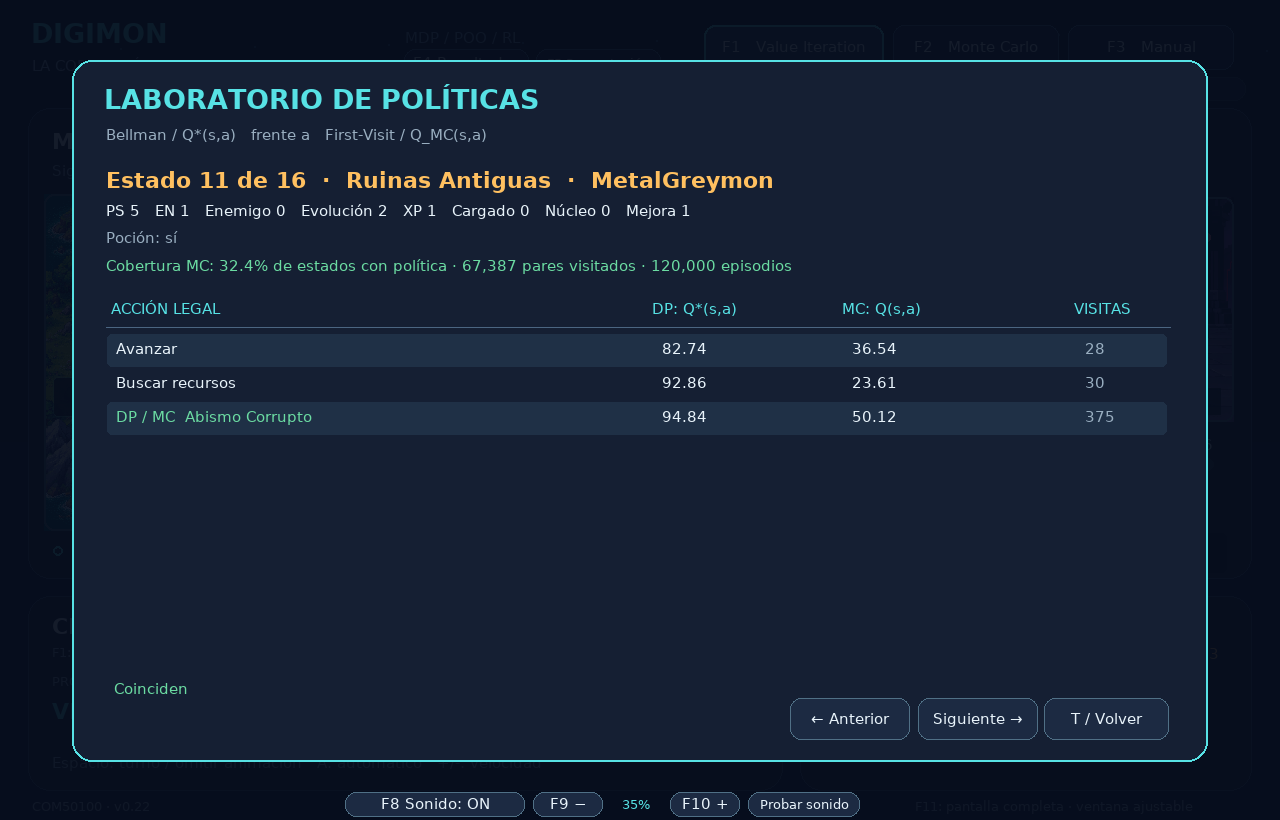 DIGIMON
MDP / POO / RL
F1 Value Iteration
F2 Monte Carlo
F3 Manual
LABORATORIO DE POLÍTICAS
Bellman / Q*(s,a) frente a First-Visit / Q_MC(s,a)
Estado 11 de 16 · Ruinas Antiguas · MetalGreymon
PS 5 EN 1 Enemigo 0 Evolución 2 XP 1 Cargado 0 Núcleo 0 Mejora 1
Poción: sí
Cobertura MC: 32.4% de estados con política · 67,387 pares visitados · 120,000 episodios
ACCIÓN LEGAL DP: Q*(s,a) MC: Q(s,a) VISITAS
Avanzar 82.74 36.54 28
Buscar recursos 92.86 23.61 30
DP / MC Abismo Corrupto 94.84 50.12 375
Coinciden
← Anterior
Siguiente →
T / Volver
COM50100 · v0.22
F11: pantalla completa · ventana ajustable
F8 Sonido: ON
F9 −
35%
F10 +
Probar sonido